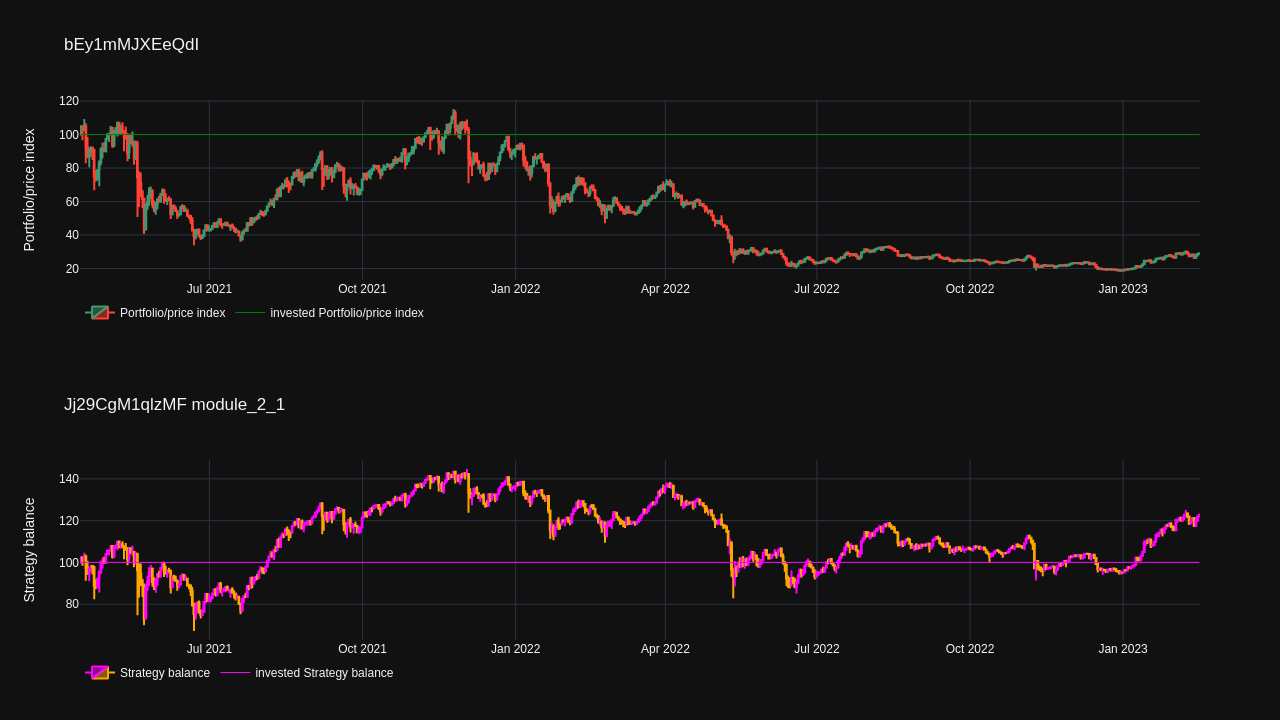 bEy1mMJXEeQdI
Portfolio/price index
120
100
80
60
40
20
Jul 2021 Oct 2021 Jan 2022 Apr 2022 Jul 2022 Oct 2022 Jan 2023
Portfolio/price index invested Portfolio/price index
Jj29CgM1qlzMF module_2_1
Strategy balance
140
120
100
80
Jul 2021 Oct 2021 Jan 2022 Apr 2022 Jul 2022 Oct 2022 Jan 2023
Strategy balance invested Strategy balance